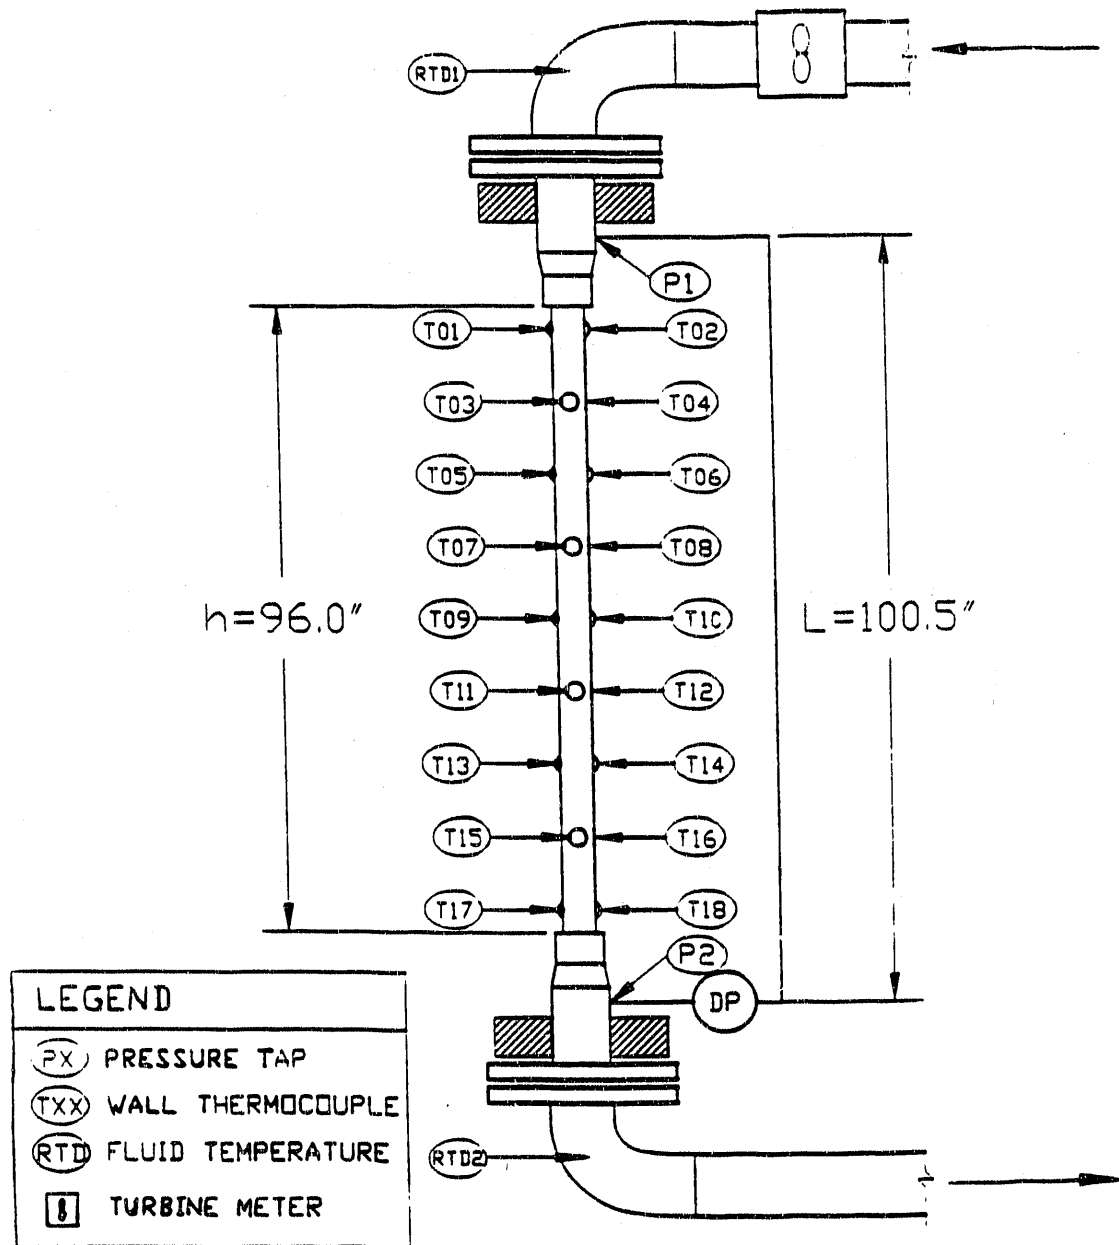 RTD1
P1
T01 T02
T03 T04
T05 T06
T07 T08
h=96.0" L=100.5"
T09 T10
T11 T12
T13 T14
T15 T16
T17 T18
P2
DP
LEGEND
PX PRESSURE TAP
TXX WALL THERMOCOUPLE
RTD FLUID TEMPERATURE
TURBINE METER
RTD2